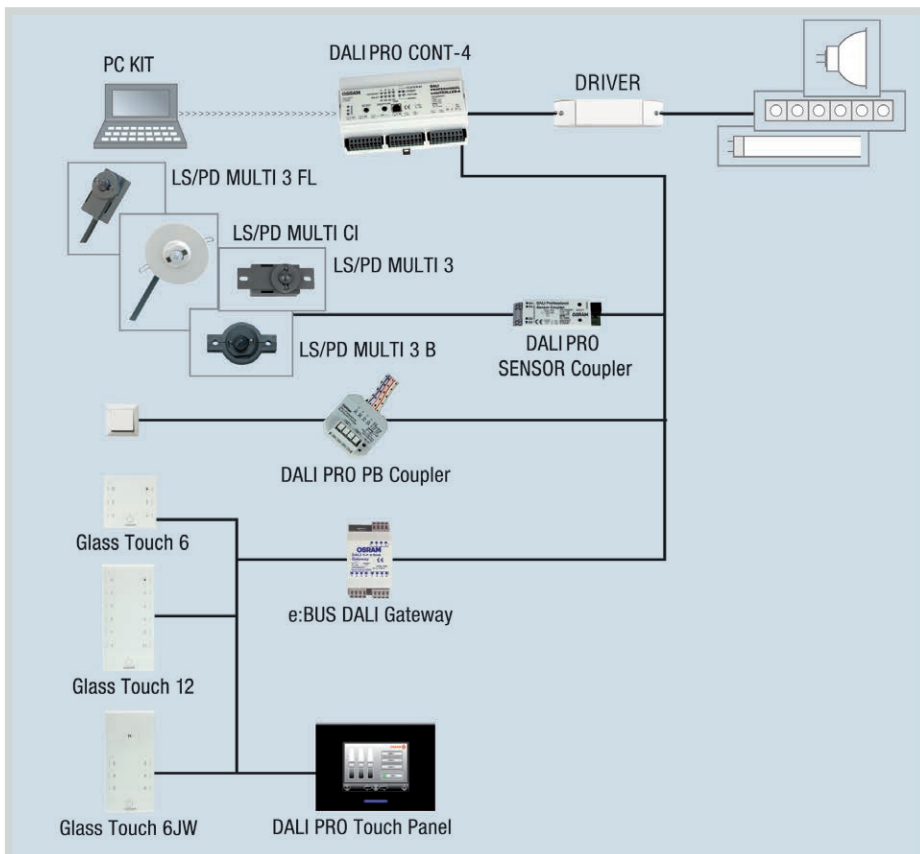 DALI PRO CONT-4
PC KIT
DRIVER
OSRAM
LS/PD MULTI 3 FL
LS/PD MULTI CI
LS/PD MULTI 3
LS/PD MULTI 3 B
DALI PRO
SENSOR Coupler
DALI PRO PB Coupler
Glass Touch 6
OSRAM
e:BUS DALI Gateway
Glass Touch 12
Glass Touch 6JW
DALI PRO Touch Panel